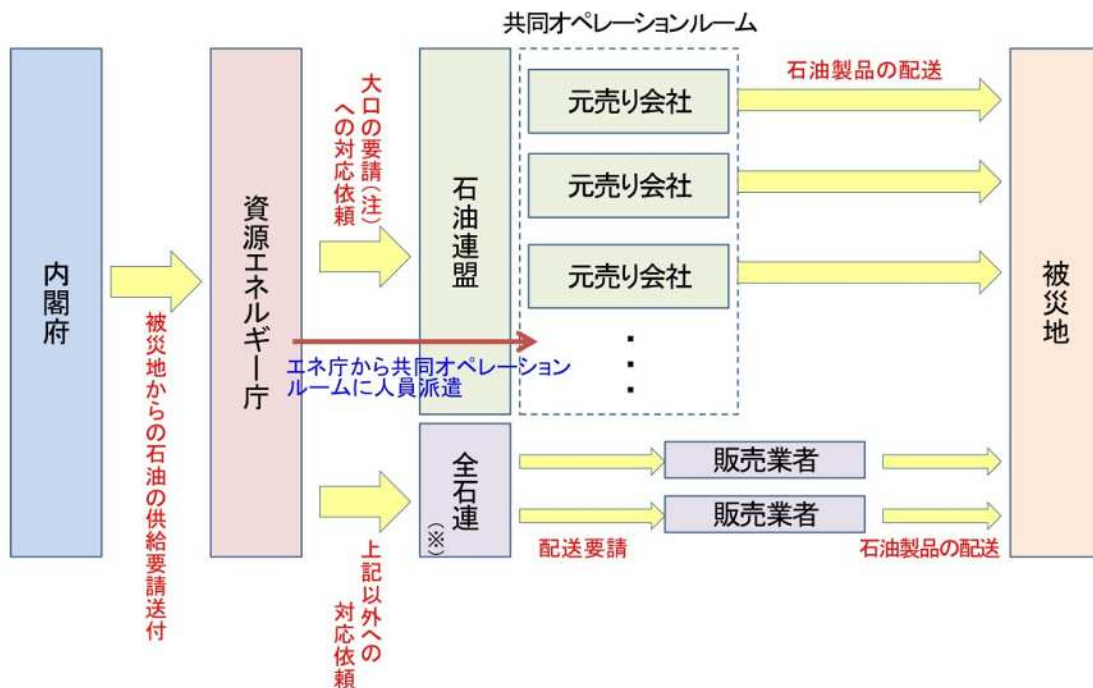 共同オペレーションルーム
内閣府
被災地からの石油の供給要請送付
資源エネルギー庁
大口の要請(注)
への対応依頼
石油連盟
元売り会社
元売り会社
元売り会社
・
・
・
石油製品の配送
被災地
エネ庁から共同オペレーション
ルームに人員派遣
上記以外への
対応依頼
全石連
(※)
配送要請
販売業者
販売業者
石油製品の配送